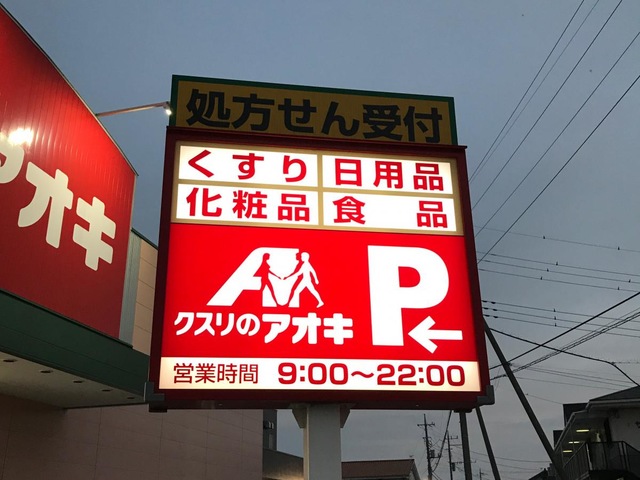 処方せん受付
くすり 日用品
化粧品 食品
クスリのアオキ
P
営業時間 9:00〜22:00
アオキ